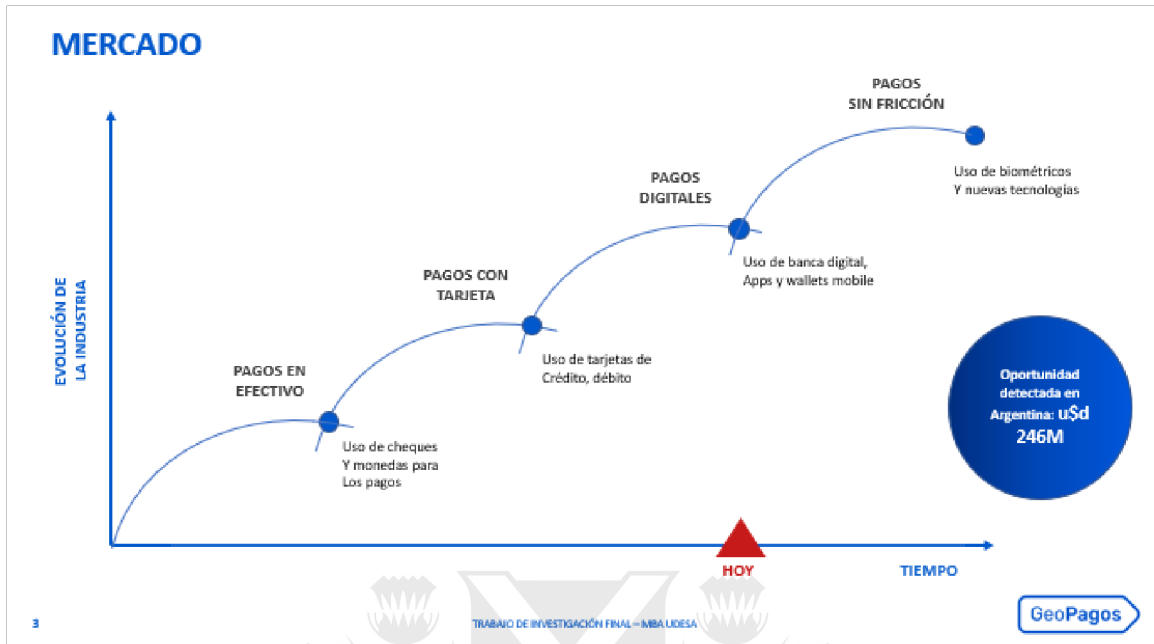 MERCADO
PAGOS
SIN FRICCIÓN
Uso de biométricos
Y nuevas tecnologías
PAGOS
DIGITALES
Uso de banca digital,
Apps y wallets mobile
PAGOS CON
TARJETA
Uso de tarjetas de
Crédito, débito
PAGOS EN
EFECTIVO
Uso de cheques
Y monedas para
Los pagos
EVOLUCIÓN DE
LA INDUSTRIA
Oportunidad
detectada en
Argentina: u$d
246M
HOY
TIEMPO
3
TRABAJO DE INVESTIGACIÓN FINAL – MBA UDESA
GeoPagos